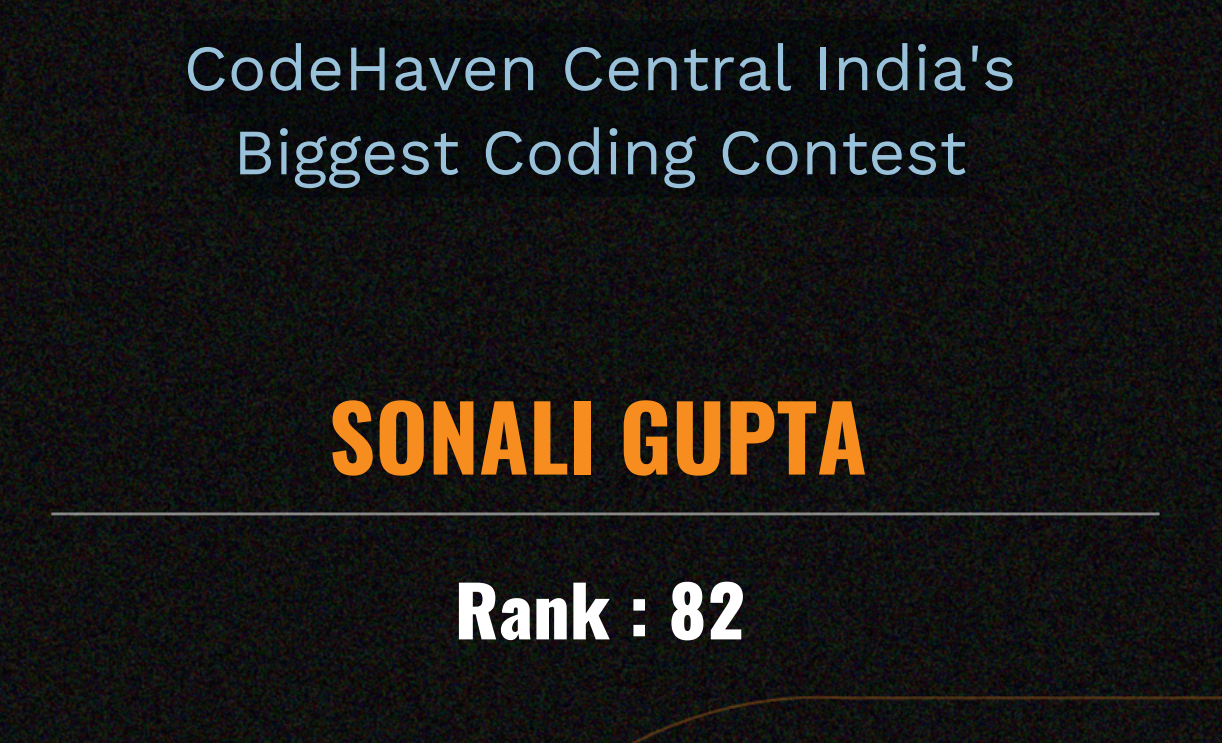 CodeHaven Central India's
Biggest Coding Contest
SONALI GUPTA
Rank : 82